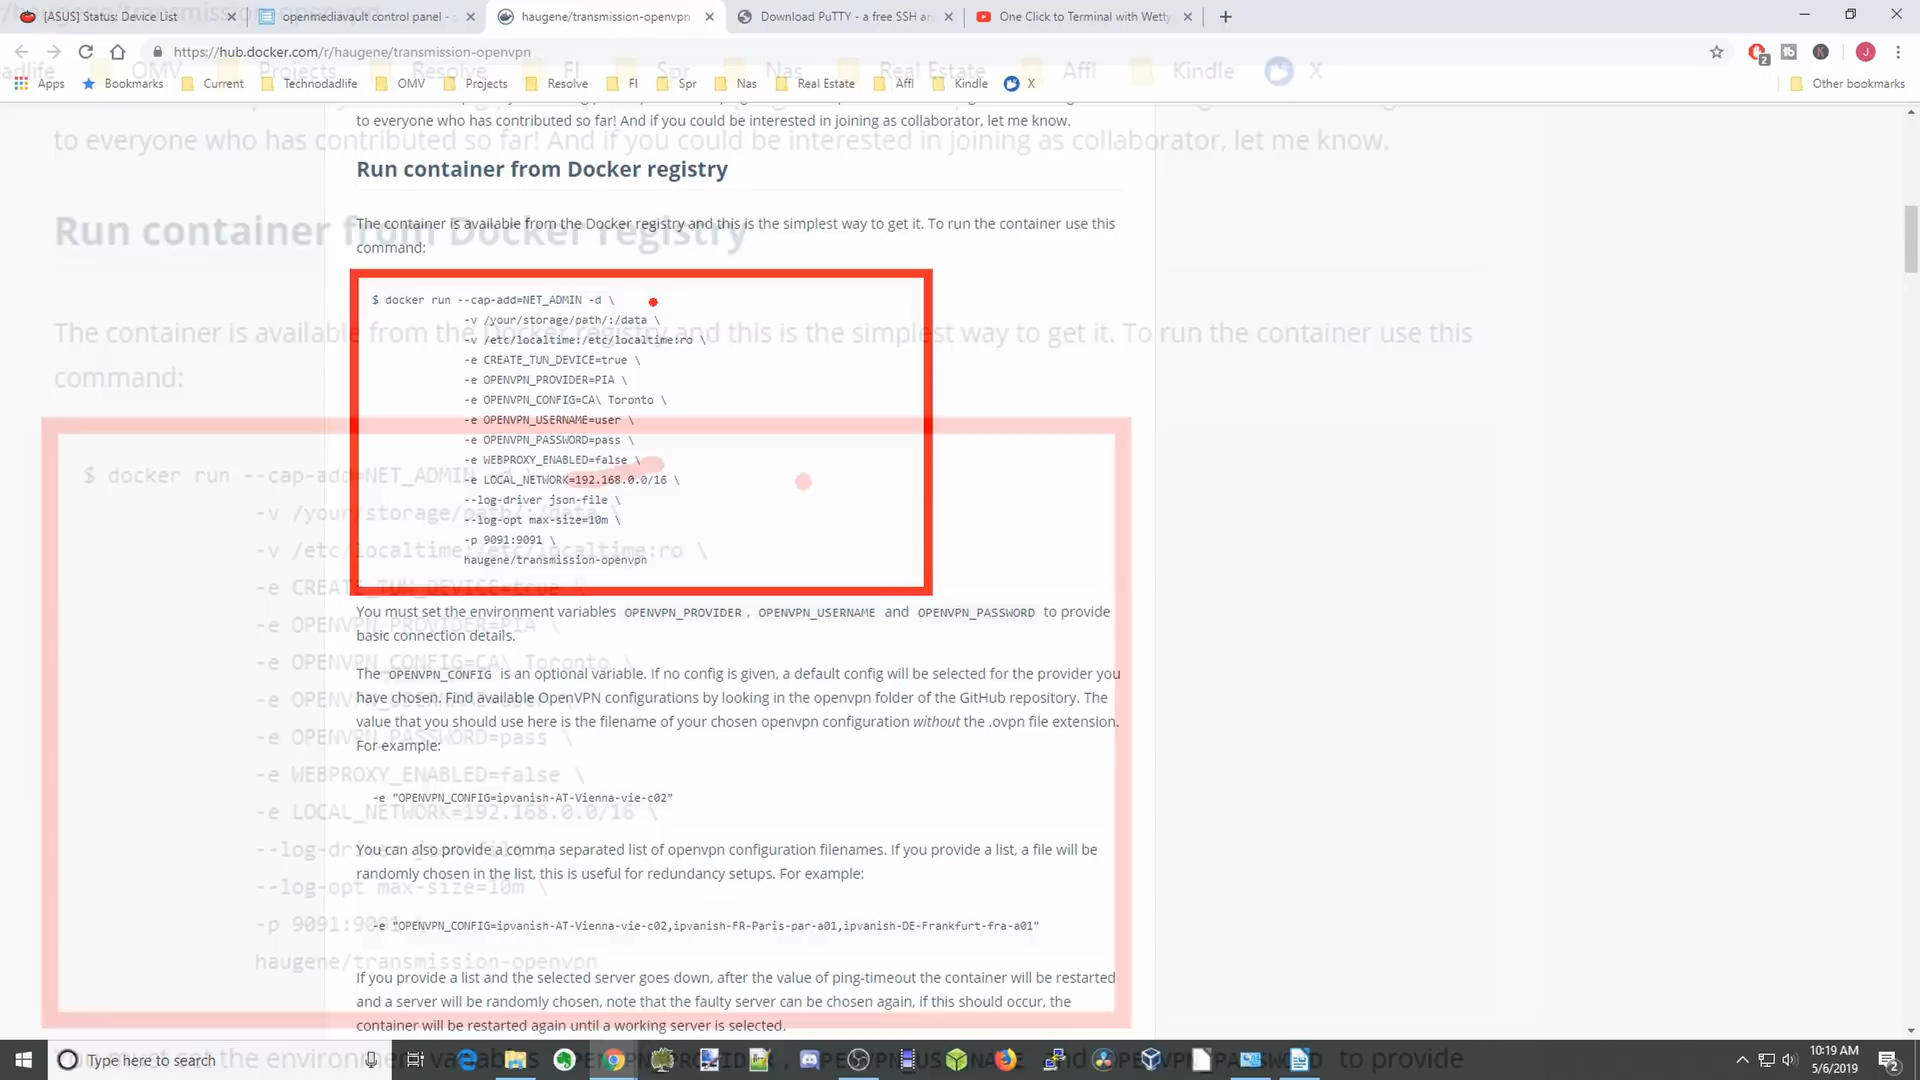 [ASUS] Status: Device List
openmediavault control panel -
haugene/transmission-openvpn
Download PuTTY - a free SSH an
One Click to Terminal with Wetty
https://hub.docker.com/r/haugene/transmission-openvpn
Apps
Bookmarks
Current
Technodadlife
OMV
Projects
Resolve
FI
Spr
Nas
Real Estate
Affl
Kindle
X
Other bookmarks
to everyone who has contributed so far! And if you could be interested in joining as collaborator, let me know.
Run container from Docker registry
The container is available from the Docker registry and this is the simplest way to get it. To run the container use this
command:
$ docker run --cap-add=NET_ADMIN -d \
-v /your/storage/path/:/data \
-v /etc/localtime:/etc/localtime:ro \
-e CREATE_TUN_DEVICE=true \
-e OPENVPN_PROVIDER=PIA \
-e OPENVPN_CONFIG=CA\ Toronto \
-e OPENVPN_USERNAME=user \
-e OPENVPN_PASSWORD=pass \
-e WEBPROXY_ENABLED=false \
-e LOCAL_NETWORK=192.168.0.0/16 \
--log-driver json-file \
--log-opt max-size=10m \
-p 9091:9091 \
haugene/transmission-openvpn
You must set the environment variables OPENVPN_PROVIDER, OPENVPN_USERNAME and OPENVPN_PASSWORD to provide
basic connection details.
The OPENVPN_CONFIG is an optional variable. If no config is given, a default config will be selected for the provider you
have chosen. Find available OpenVPN configurations by looking in the openvpn folder of the GitHub repository. The
value that you should use here is the filename of your chosen openvpn configuration without the .ovpn file extension.
For example:
-e "OPENVPN_CONFIG=ipvanish-AT-Vienna-vie-c02"
You can also provide a comma separated list of openvpn configuration filenames. If you provide a list, a file will be
randomly chosen in the list, this is useful for redundancy setups. For example:
-e "OPENVPN_CONFIG=ipvanish-AT-Vienna-vie-c02,ipvanish-FR-Paris-par-a01,ipvanish-DE-Frankfurt-fra-a01"
If you provide a list and the selected server goes down, after the value of ping-timeout the container will be restarted
and a server will be randomly chosen, note that the faulty server can be chosen again, if this should occur, the
container will be restarted again until a working server is selected.
Type here to search
10:19 AM
5/6/2019
2